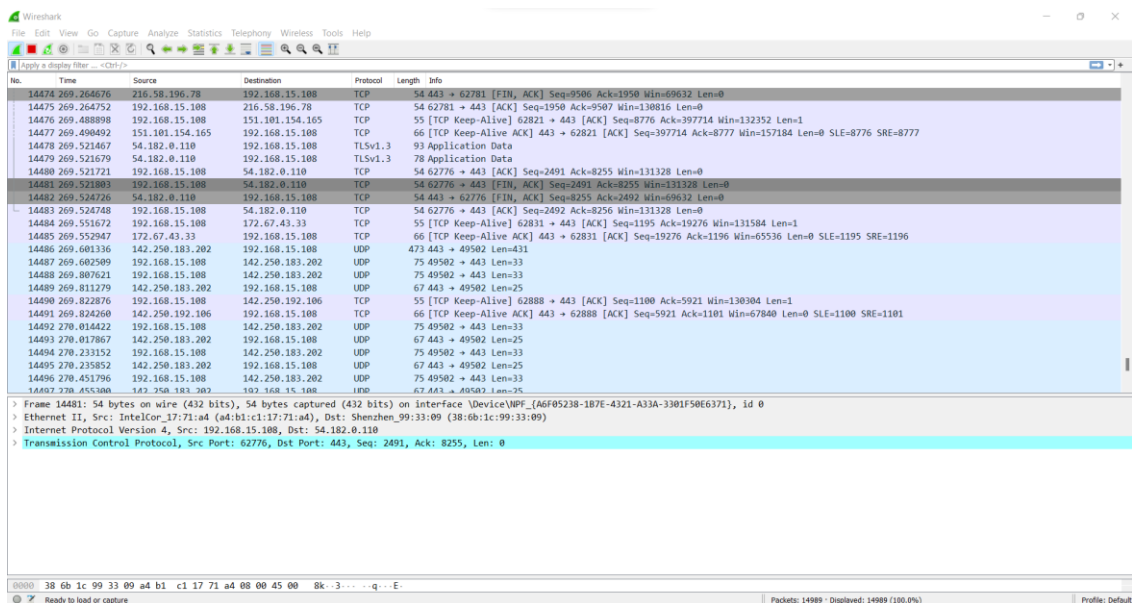 Wireshark
File Edit View Go Capture Analyze Statistics Telephony Wireless Tools Help
Apply a display filter ... <Ctrl-/>
No. Time Source Destination Protocol Length Info
14474 269.264676 216.58.196.78 192.168.15.108 TCP 54 443 → 62781 [FIN, ACK] Seq=9506 Ack=1950 Win=69632 Len=0
14475 269.264752 192.168.15.108 216.58.196.78 TCP 54 62781 → 443 [ACK] Seq=1950 Ack=9507 Win=130816 Len=0
14476 269.488898 192.168.15.108 151.101.154.165 TCP 55 [TCP Keep-Alive] 62821 → 443 [ACK] Seq=8776 Ack=397714 Win=132352 Len=1
14477 269.490492 151.101.154.165 192.168.15.108 TCP 66 [TCP Keep-Alive ACK] 443 → 62821 [ACK] Seq=397714 Ack=8777 Win=157184 Len=0 SLE=8776 SRE=8777
14478 269.521467 54.182.0.110 192.168.15.108 TLSv1.3 93 Application Data
14479 269.521679 54.182.0.110 192.168.15.108 TLSv1.3 78 Application Data
14480 269.521721 192.168.15.108 54.182.0.110 TCP 54 62776 → 443 [ACK] Seq=2491 Ack=8255 Win=131328 Len=0
14481 269.521803 192.168.15.108 54.182.0.110 TCP 54 62776 → 443 [FIN, ACK] Seq=2491 Ack=8255 Win=131328 Len=0
14482 269.524726 54.182.0.110 192.168.15.108 TCP 54 443 → 62776 [FIN, ACK] Seq=8255 Ack=2492 Win=69632 Len=0
14483 269.524748 192.168.15.108 54.182.0.110 TCP 54 62776 → 443 [ACK] Seq=2492 Ack=8256 Win=131328 Len=0
14484 269.551672 192.168.15.108 172.67.43.33 TCP 55 [TCP Keep-Alive] 62831 → 443 [ACK] Seq=1195 Ack=19276 Win=131584 Len=1
14485 269.552947 172.67.43.33 192.168.15.108 TCP 66 [TCP Keep-Alive ACK] 443 → 62831 [ACK] Seq=19276 Ack=1196 Win=65536 Len=0 SLE=1195 SRE=1196
14486 269.601336 142.250.183.202 192.168.15.108 UDP 473 443 → 49502 Len=431
14487 269.602509 192.168.15.108 142.250.183.202 UDP 75 49502 → 443 Len=33
14488 269.807621 192.168.15.108 142.250.183.202 UDP 75 49502 → 443 Len=33
14489 269.811279 142.250.183.202 192.168.15.108 UDP 67 443 → 49502 Len=25
14490 269.822876 192.168.15.108 142.250.192.106 TCP 55 [TCP Keep-Alive] 62888 → 443 [ACK] Seq=1100 Ack=5921 Win=130304 Len=1
14491 269.824260 142.250.192.106 192.168.15.108 TCP 66 [TCP Keep-Alive ACK] 443 → 62888 [ACK] Seq=5921 Ack=1101 Win=67840 Len=0 SLE=1100 SRE=1101
14492 270.014422 192.168.15.108 142.250.183.202 UDP 75 49502 → 443 Len=33
14493 270.017867 142.250.183.202 192.168.15.108 UDP 67 443 → 49502 Len=25
14494 270.233152 192.168.15.108 142.250.183.202 UDP 75 49502 → 443 Len=33
14495 270.235852 142.250.183.202 192.168.15.108 UDP 67 443 → 49502 Len=25
14496 270.451796 192.168.15.108 142.250.183.202 UDP 75 49502 → 443 Len=33
14497 270.455300 142.250.183.202 192.168.15.108 UDP 67 443 → 49502 Len=25
> Frame 14481: 54 bytes on wire (432 bits), 54 bytes captured (432 bits) on interface \Device\NPF_{A6F05238-1B7E-4321-A33A-3301F50E6371}, id 0
> Ethernet II, Src: IntelCor_17:71:a4 (a4:b1:c1:17:71:a4), Dst: Shenzhen_99:33:09 (38:6b:1c:99:33:09)
> Internet Protocol Version 4, Src: 192.168.15.108, Dst: 54.182.0.110
> Transmission Control Protocol, Src Port: 62776, Dst Port: 443, Seq: 2491, Ack: 8255, Len: 0
0000 38 6b 1c 99 33 09 a4 b1 c1 17 71 a4 08 00 45 00 8k··3··· ··q···E·
Ready to load or capture Packets: 14989 · Displayed: 14989 (100.0%) Profile: Default